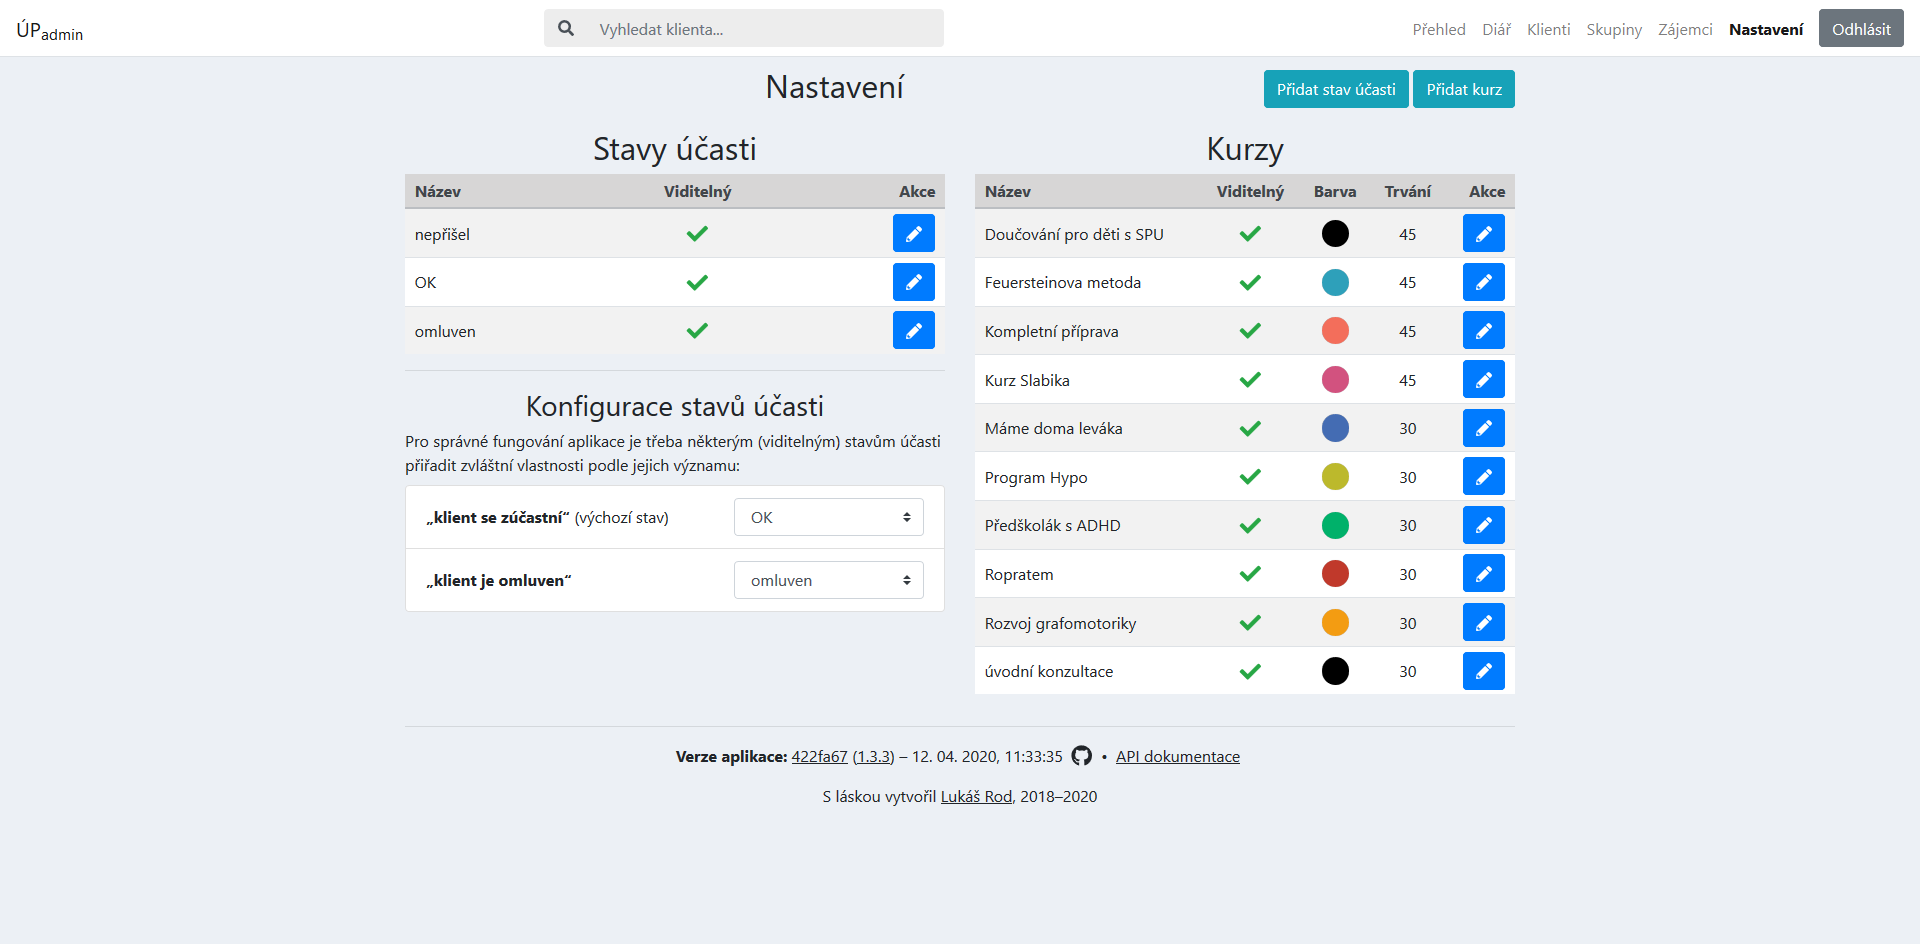 ÚPadmin
Vyhledat klienta...
Přehled Diář Klienti Skupiny Zájemci Nastavení Odhlásit
Nastavení
Přidat stav účasti Přidat kurz
Stavy účasti
Název Viditelný Akce
nepřišel
OK
omluven
Konfigurace stavů účasti
Pro správné fungování aplikace je třeba některým (viditelným) stavům účasti
přiřadit zvláštní vlastnosti podle jejich významu:
„klient se zúčastní“ (výchozí stav) OK
„klient je omluven“ omluven
Kurzy
Název Viditelný Barva Trvání Akce
Doučování pro děti s SPU 45
Feuersteinova metoda 45
Kompletní příprava 45
Kurz Slabika 45
Máme doma leváka 30
Program Hypo 30
Předškolák s ADHD 30
Ropratem 30
Rozvoj grafomotoriky 30
úvodní konzultace 30
Verze aplikace: 422fa67 (1.3.3) – 12. 04. 2020, 11:33:35 • API dokumentace
S láskou vytvořil Lukáš Rod, 2018–2020